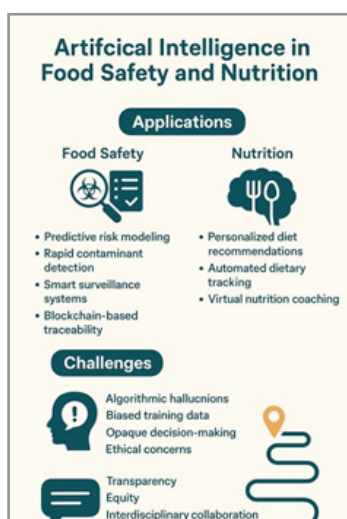 Artifcical Intelligence in
Food Safety and Nutrition
Applications
Food Safety
• Predictive risk modeling
• Rapid contaminant
detection
• Smart surveillance
systems
• Blockchain-based
traceability
Nutrition
• Personalized diet
recommendations
• Automated dietary
tracking
• Virtual nutrition coaching
Challenges
Algorithmic hallucnions
Biased training data
Opaque decision-making
Ethical concerns
Transparency
Equity
Interdisciplinary collaboration